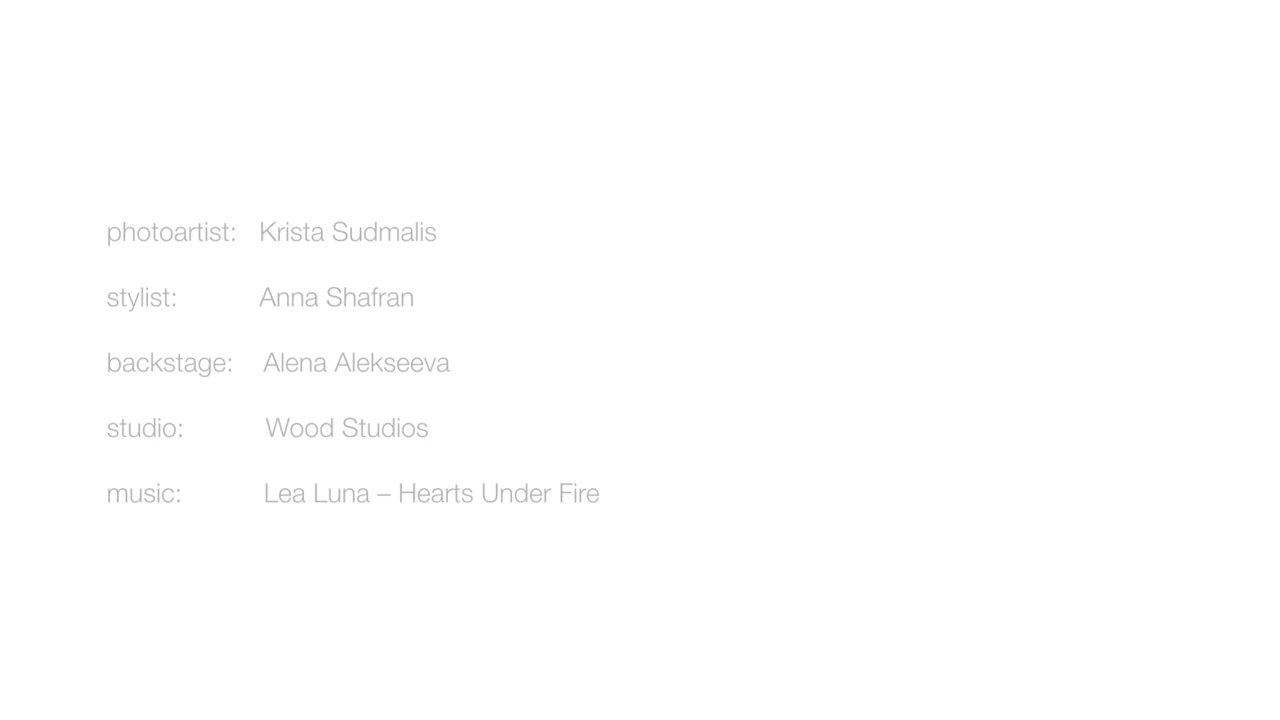 photoartist: Krista Sudmalis
stylist: Anna Shafran
backstage: Alena Alekseeva
studio: Wood Studios
music: Lea Luna – Hearts Under Fire